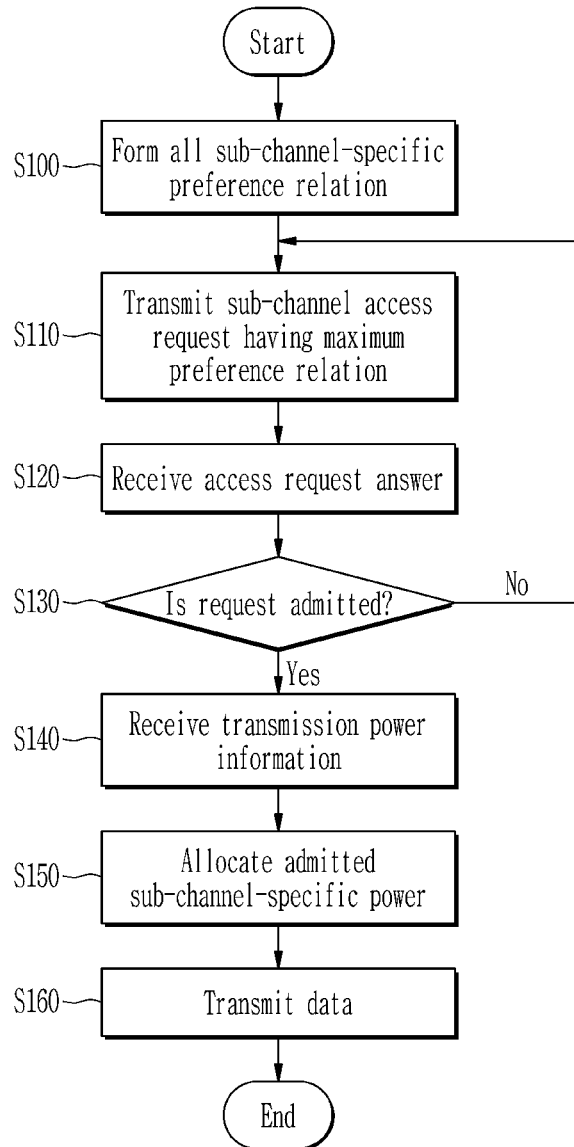 Start
S100
Form all sub-channel-specific
preference relation
S110
Transmit sub-channel access
request having maximum
preference relation
S120
Receive access request answer
S130
Is request admitted?
No
Yes
S140
Receive transmission power
information
S150
Allocate admitted
sub-channel-specific power
S160
Transmit data
End